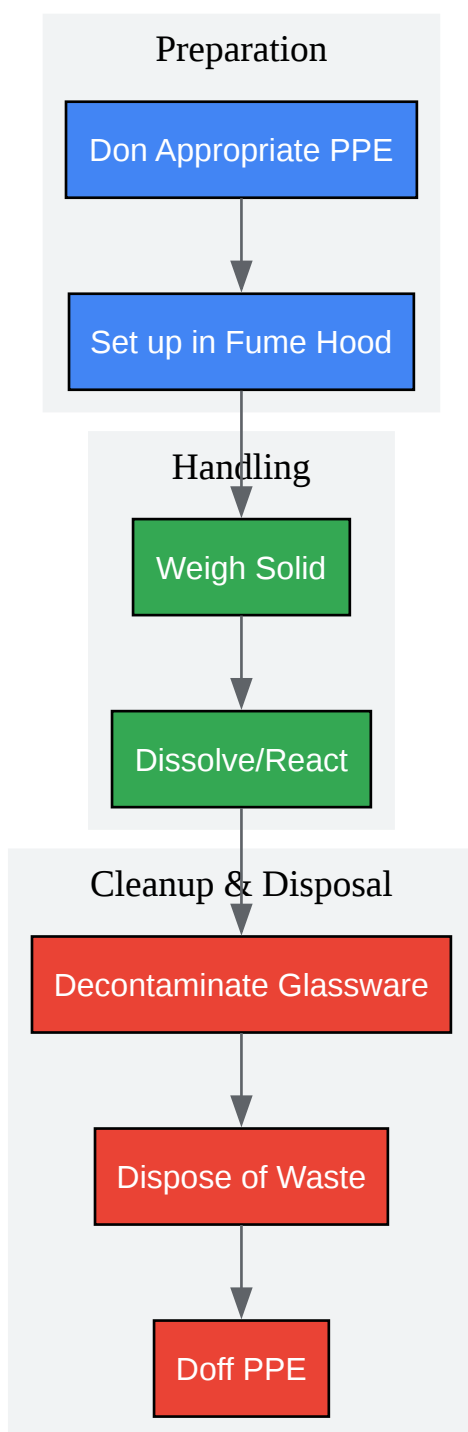 Preparation
Don Appropriate PPE
Set up in Fume Hood
Handling
Weigh Solid
Dissolve/React
Cleanup & Disposal
Decontaminate Glassware
Dispose of Waste
Doff PPE